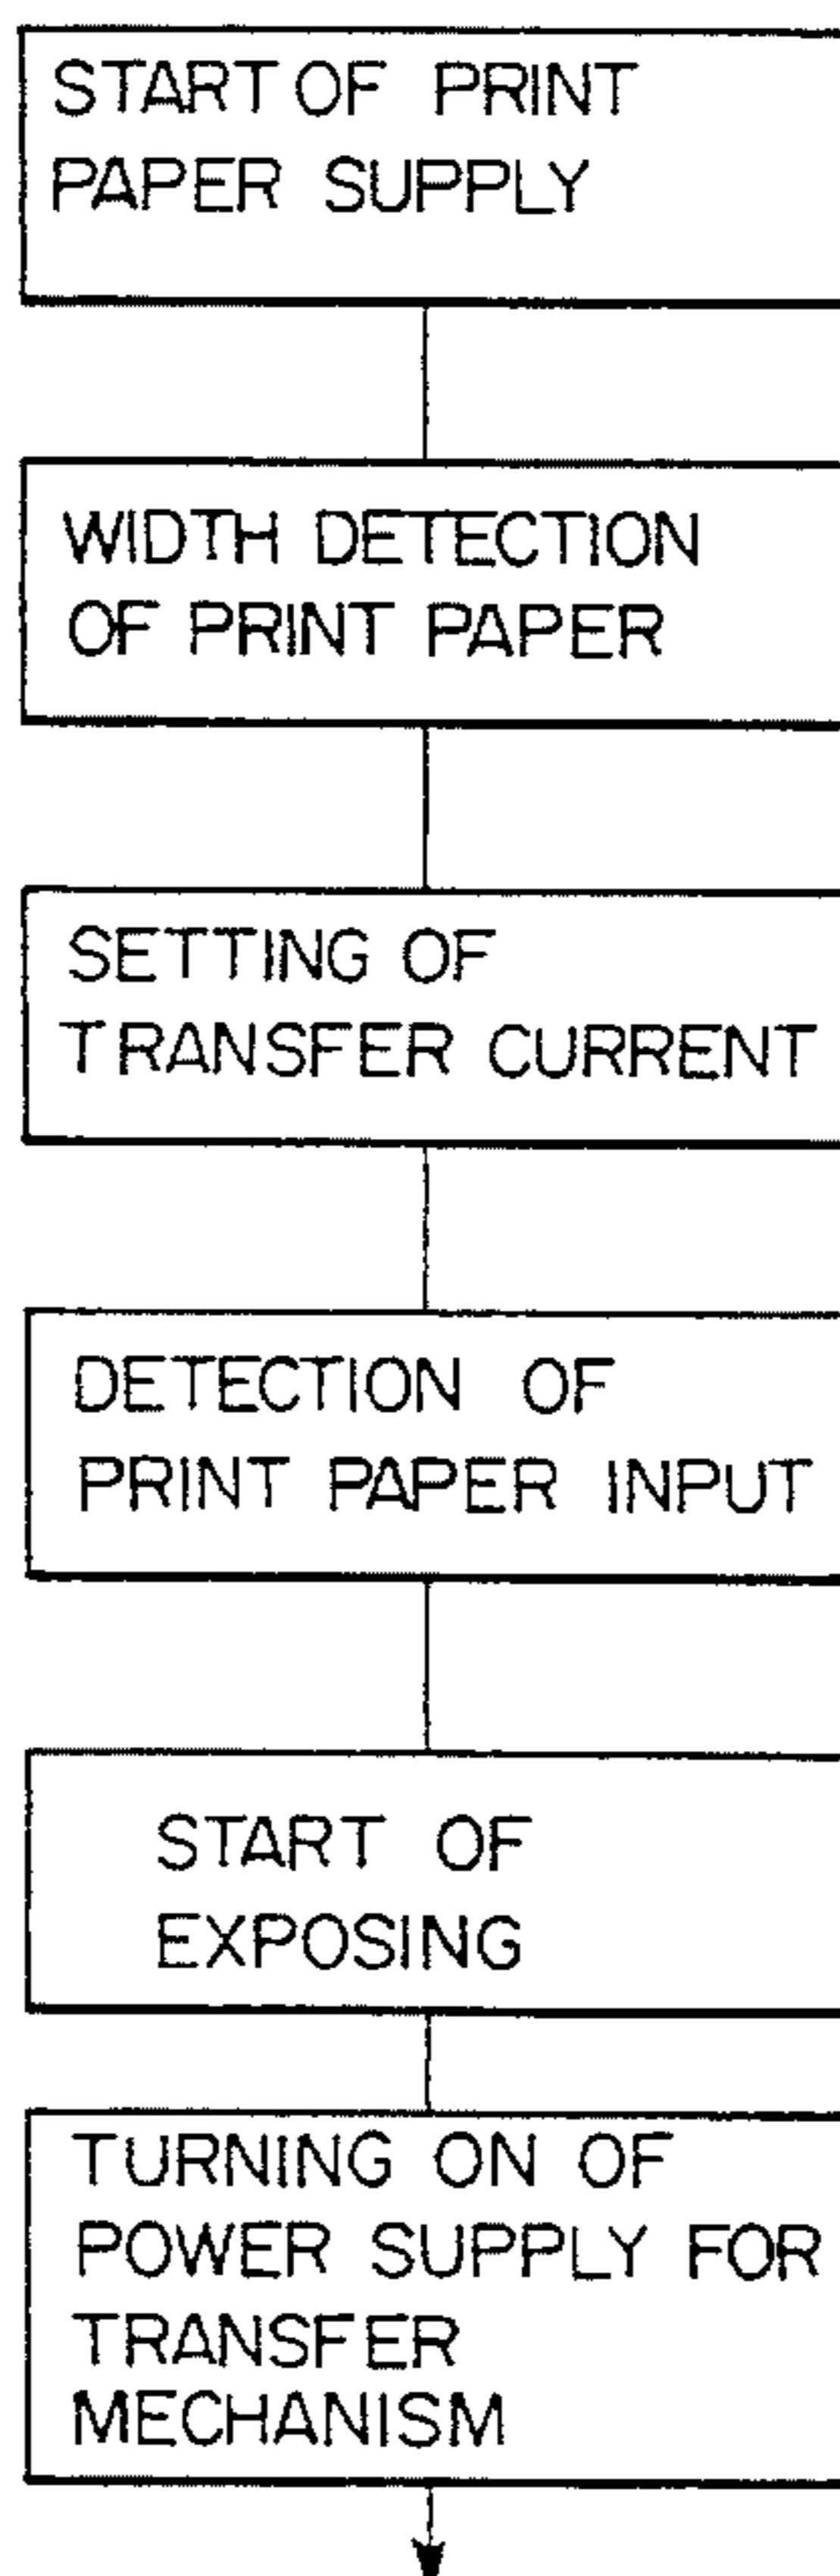 START OF PRINT
PAPER SUPPLY
WIDTH DETECTION
OF PRINT PAPER
SETTING OF
TRANSFER CURRENT
DETECTION OF
PRINT PAPER INPUT
START OF
EXPOSING
TURNING ON OF
POWER SUPPLY FOR
TRANSFER
MECHANISM